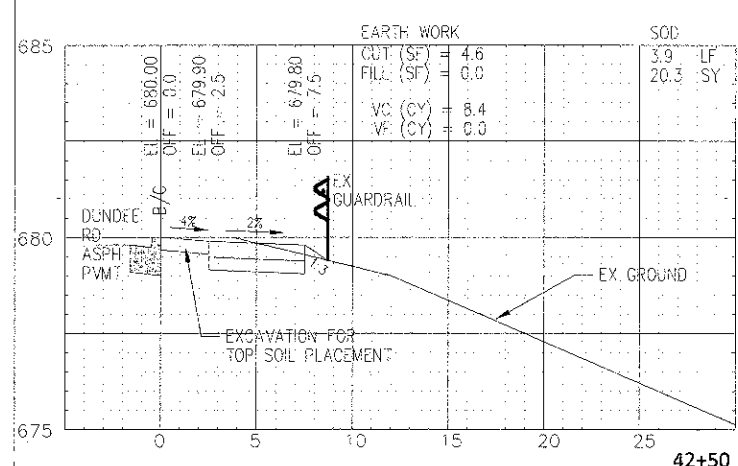 EARTH WORK
CUT (SF) = 4.6
FILL (SF) = 0.0
VC (CY) = 8.4
VF (CY) = 0.0
SOD
3.9 LF
20.3 SY
685
680
675
EL = 680.00
OFF = 0.0
EL = 679.90
OFF = 2.5
EL = 679.80
OFF = 7.5
B/C
DUNDEE
RD
ASPH
PVMT
4%
2%
EX
GUARDRAIL
1:3
EX GROUND
EXCAVATION FOR
TOP SOIL PLACEMENT
0
5
10
15
20
25
42+50